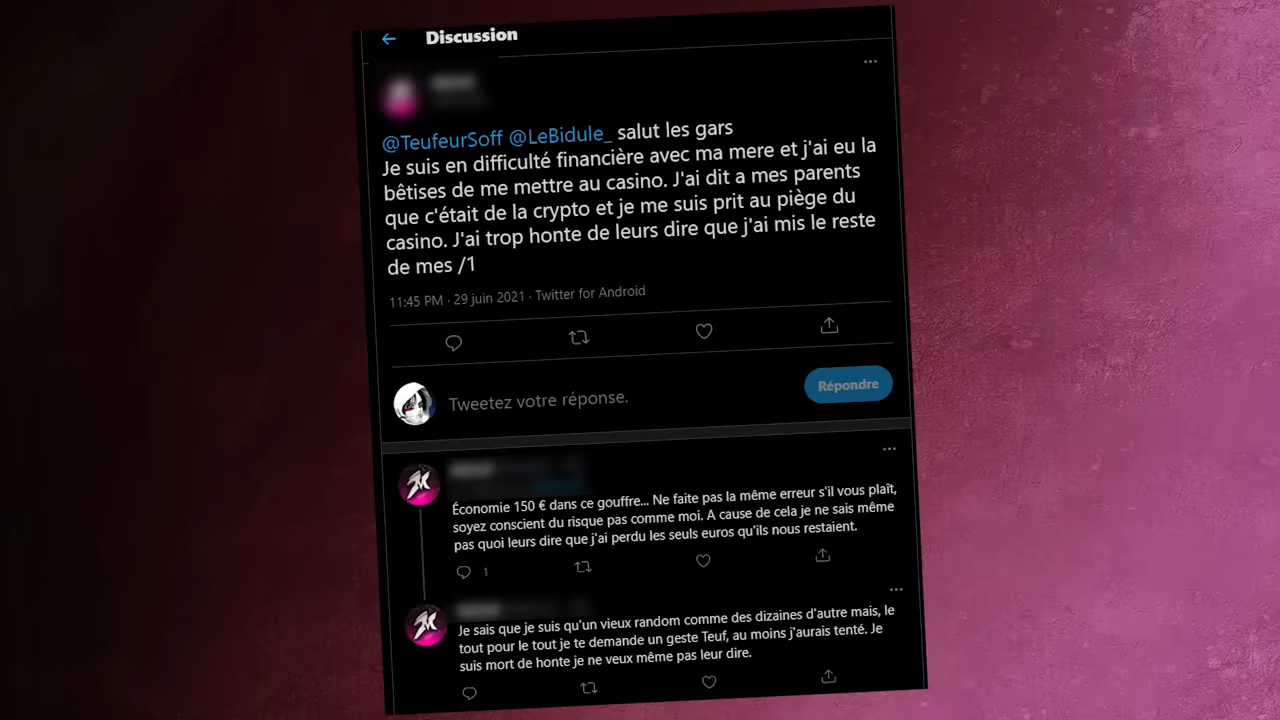 Discussion
@TeufeurSoff @LeBidule_ salut les gars
Je suis en difficulté financière avec ma mere et j'ai eu la
bêtises de me mettre au casino. J'ai dit a mes parents
que c'était de la crypto et je me suis prit au piège du
casino. J'ai trop honte de leurs dire que j'ai mis le reste
de mes /1
11:45 PM · 29 juin 2021 · Twitter for Android
Tweetez votre réponse.
Répondre
Économie 150 € dans ce gouffre... Ne faite pas la même erreur s'il vous plaît,
soyez conscient du risque pas comme moi. A cause de cela je ne sais même
pas quoi leurs dire que j'ai perdu les seuls euros qu'ils nous restaient.
1
Je sais que je suis qu'un vieux random comme des dizaines d'autre mais, le
tout pour le tout je te demande un geste Teuf, au moins j'aurais tenté. Je
suis mort de honte je ne veux même pas leur dire.